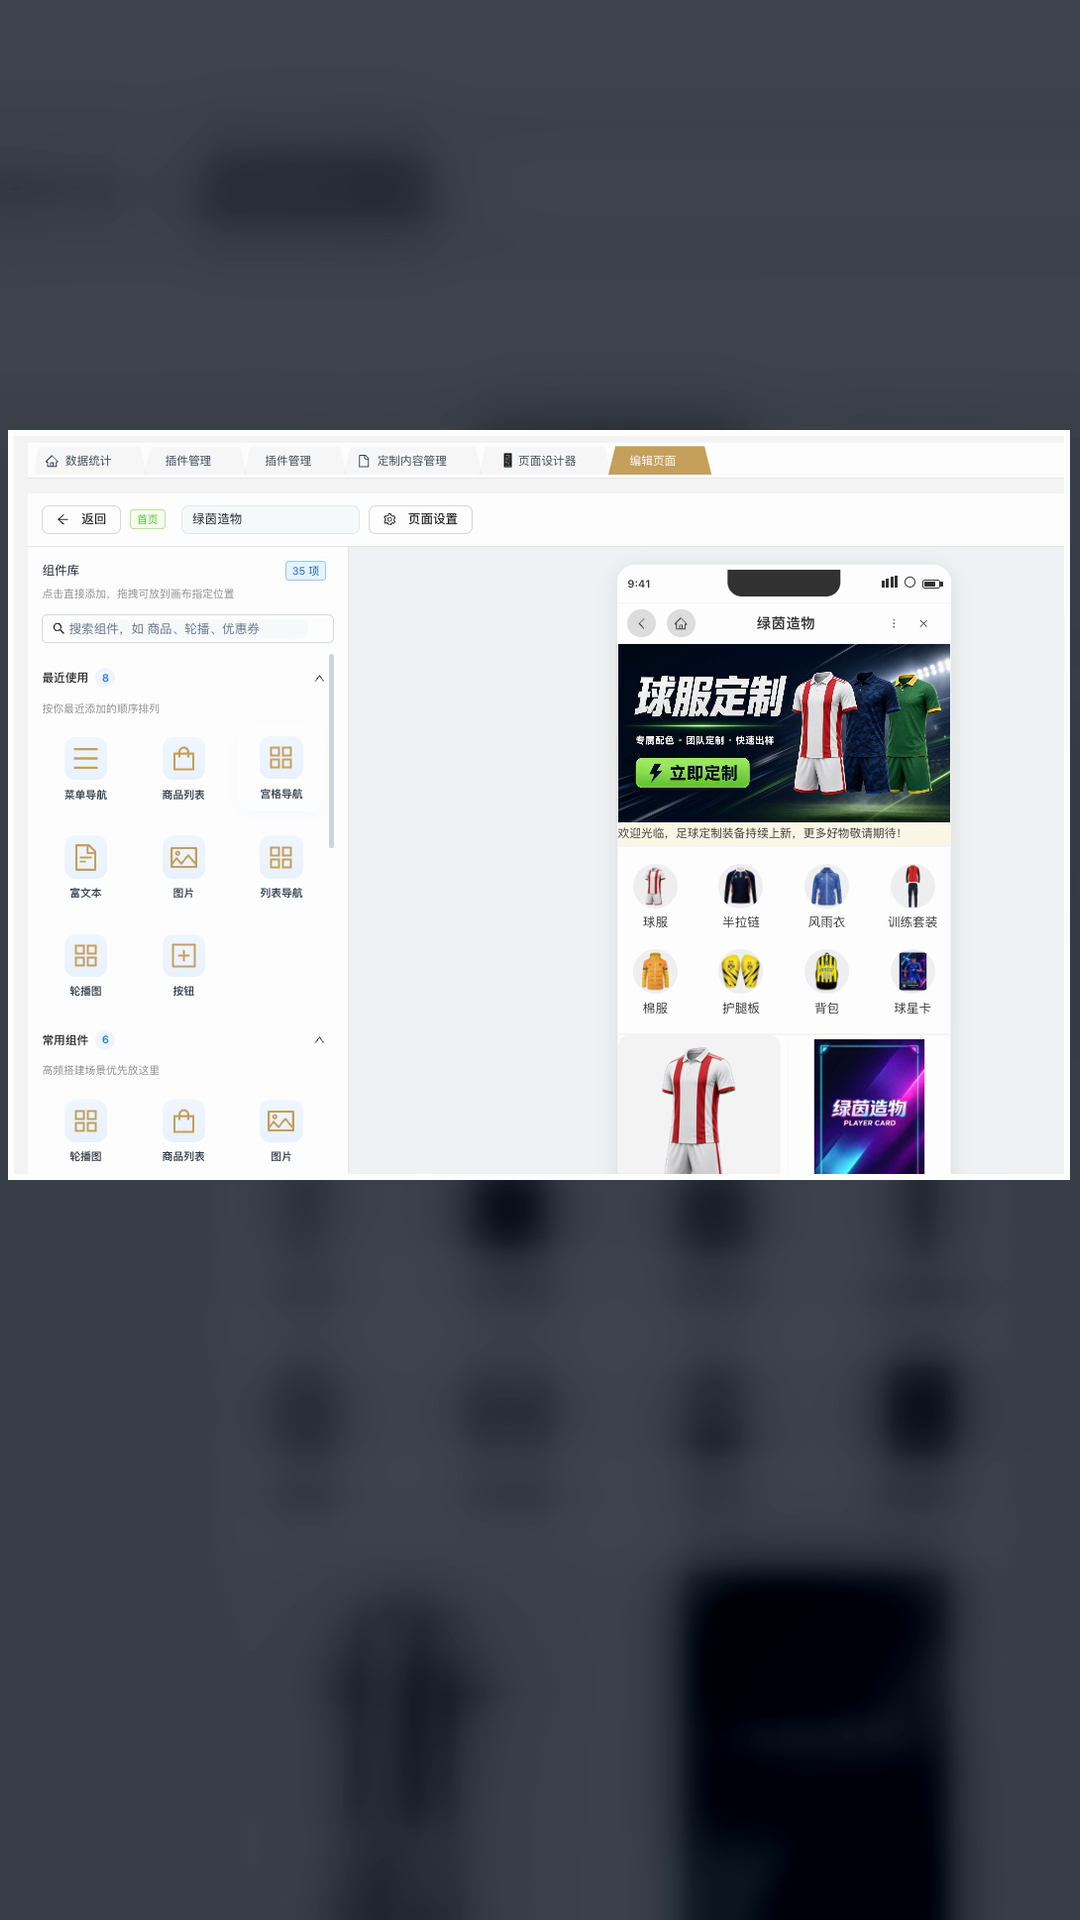 数据统计
插件管理
插件管理
定制内容管理
页面设计器
编辑页面
返回
首页
绿茵造物
页面设置
组件库
35 项
点击直接添加，拖拽可放到画布指定位置
搜索组件，如 商品、轮播、优惠券
最近使用 8
按你最近添加的顺序排列
菜单导航
商品列表
宫格导航
富文本
图片
列表导航
轮播图
按钮
常用组件 6
高频搭建场景优先放这里
轮播图
商品列表
图片
9:41
绿茵造物
球服定制
专属配色·团队定制·快速出样
立即定制
欢迎光临，足球定制装备持续上新，更多好物敬请期待！
球服
半拉链
风雨衣
训练套装
棉服
护腿板
背包
球星卡
绿茵造物
PLAYER CARD